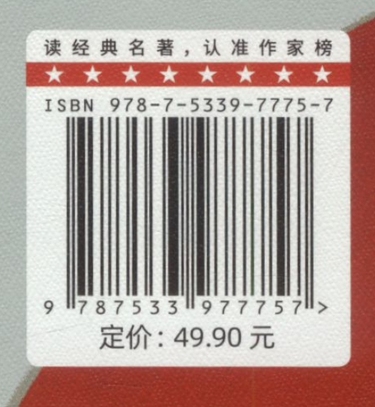 读经典名著，认准作家榜
★ ★ ★ ★ ★ ★ ★ ★
ISBN 978-7-5339-7775-7
9 787533 977757 >
定价：49.90 元